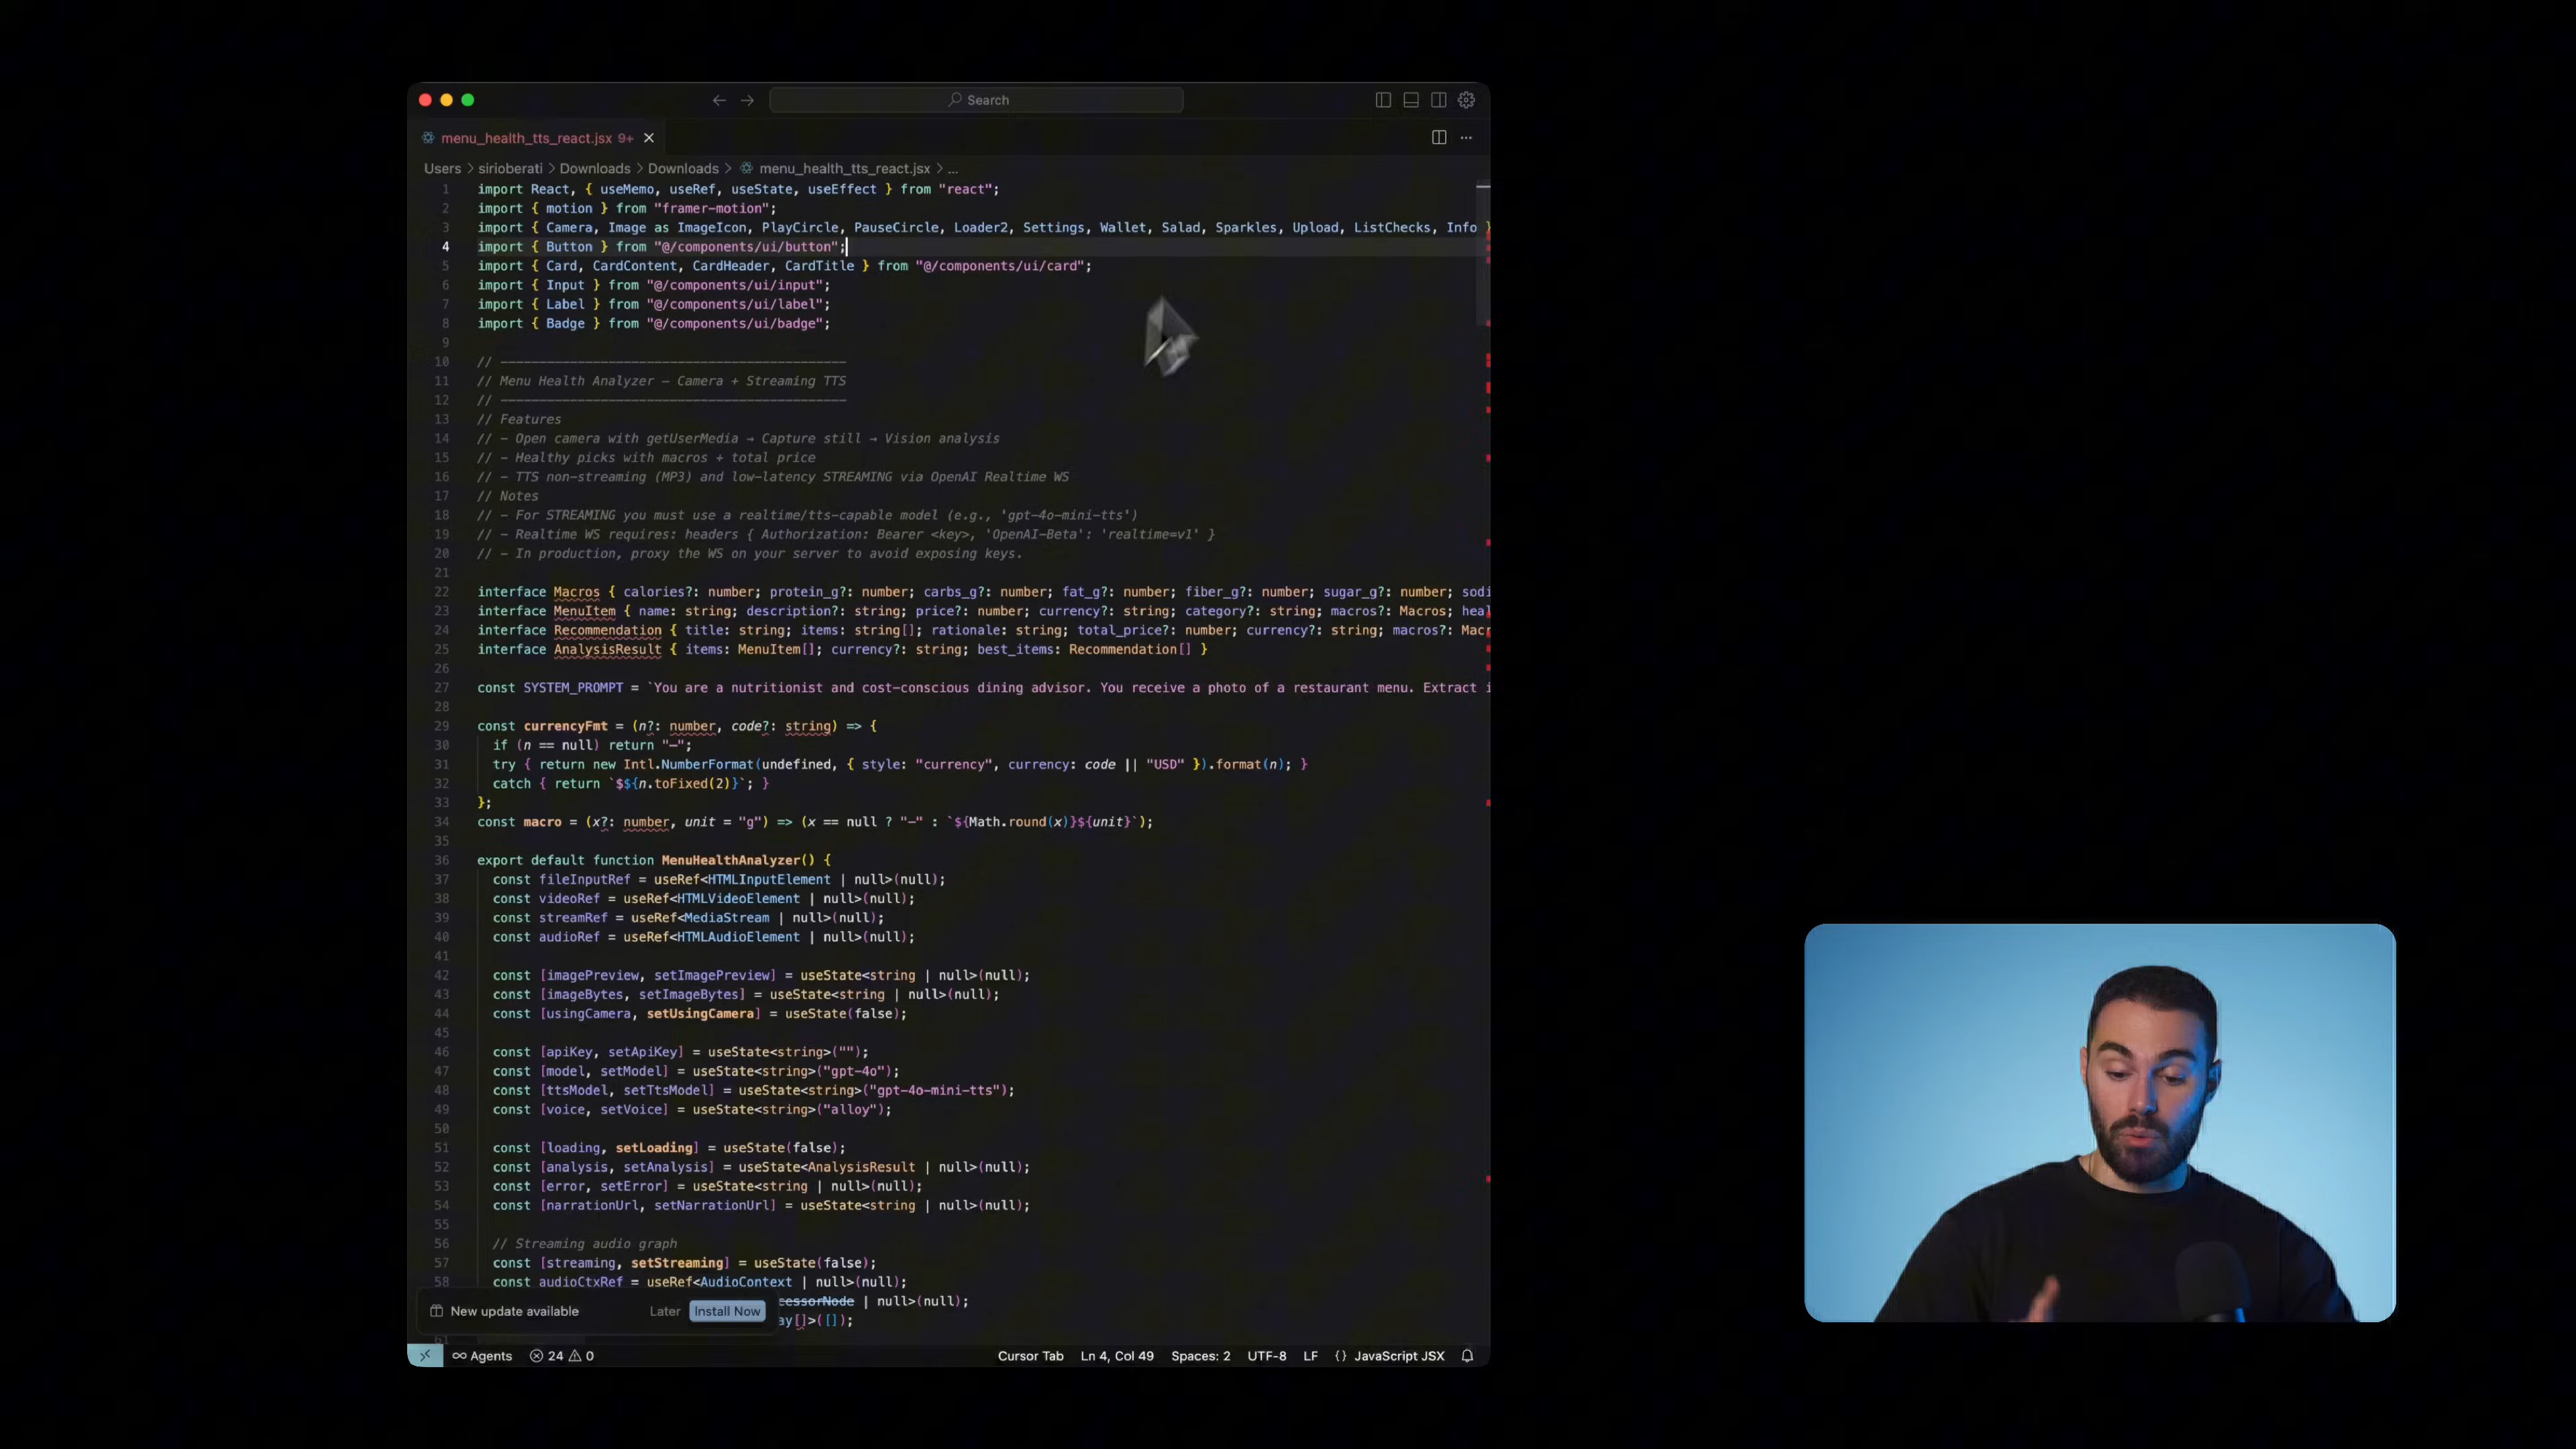 Search
menu_health_tts_react.jsx 9+
Users > sirioberati > Downloads > Downloads > menu_health_tts_react.jsx > ...
1 import React, { useMemo, useRef, useState, useEffect } from "react";
2 import { motion } from "framer-motion";
3 import { Camera, Image as ImageIcon, PlayCircle, PauseCircle, Loader2, Settings, Wallet, Salad, Sparkles, Upload, ListChecks, Info }
4 import { Button } from "@/components/ui/button";
5 import { Card, CardContent, CardHeader, CardTitle } from "@/components/ui/card";
6 import { Input } from "@/components/ui/input";
7 import { Label } from "@/components/ui/label";
8 import { Badge } from "@/components/ui/badge";
9
10 // —————————————————————————————————————————————
11 // Menu Health Analyzer – Camera + Streaming TTS
12 // —————————————————————————————————————————————
13 // Features
14 // – Open camera with getUserMedia → Capture still → Vision analysis
15 // – Healthy picks with macros + total price
16 // – TTS non-streaming (MP3) and low-latency STREAMING via OpenAI Realtime WS
17 // Notes
18 // – For STREAMING you must use a realtime/tts-capable model (e.g., 'gpt-4o-mini-tts')
19 // – Realtime WS requires: headers { Authorization: Bearer <key>, 'OpenAI-Beta': 'realtime=v1' }
20 // – In production, proxy the WS on your server to avoid exposing keys.
21
22 interface Macros { calories?: number; protein_g?: number; carbs_g?: number; fat_g?: number; fiber_g?: number; sugar_g?: number; sodi
23 interface MenuItem { name: string; description?: string; price?: number; currency?: string; category?: string; macros?: Macros; heal
24 interface Recommendation { title: string; items: string[]; rationale: string; total_price?: number; currency?: string; macros?: Macr
25 interface AnalysisResult { items: MenuItem[]; currency?: string; best_items: Recommendation[] }
26
27 const SYSTEM_PROMPT = `You are a nutritionist and cost-conscious dining advisor. You receive a photo of a restaurant menu. Extract i
28
29 const currencyFmt = (n?: number, code?: string) => {
30 if (n == null) return "—";
31 try { return new Intl.NumberFormat(undefined, { style: "currency", currency: code || "USD" }).format(n); }
32 catch { return `$${n.toFixed(2)}`; }
33 };
34 const macro = (x?: number, unit = "g") => (x == null ? "—" : `${Math.round(x)}${unit}`);
35
36 export default function MenuHealthAnalyzer() {
37 const fileInputRef = useRef<HTMLInputElement | null>(null);
38 const videoRef = useRef<HTMLVideoElement | null>(null);
39 const streamRef = useRef<MediaStream | null>(null);
40 const audioRef = useRef<HTMLAudioElement | null>(null);
41
42 const [imagePreview, setImagePreview] = useState<string | null>(null);
43 const [imageBytes, setImageBytes] = useState<string | null>(null);
44 const [usingCamera, setUsingCamera] = useState(false);
45
46 const [apiKey, setApiKey] = useState<string>("");
47 const [model, setModel] = useState<string>("gpt-4o");
48 const [ttsModel, setTtsModel] = useState<string>("gpt-4o-mini-tts");
49 const [voice, setVoice] = useState<string>("alloy");
50
51 const [loading, setLoading] = useState(false);
52 const [analysis, setAnalysis] = useState<AnalysisResult | null>(null);
53 const [error, setError] = useState<string | null>(null);
54 const [narrationUrl, setNarrationUrl] = useState<string | null>(null);
55
56 // Streaming audio graph
57 const [streaming, setStreaming] = useState(false);
58 const audioCtxRef = useRef<AudioContext | null>(null);
cessorNode | null>(null);
New update available Later Install Now
ay[]>([]);
61
Agents 24 0 Cursor Tab Ln 4, Col 49 Spaces: 2 UTF-8 LF {} JavaScript JSX